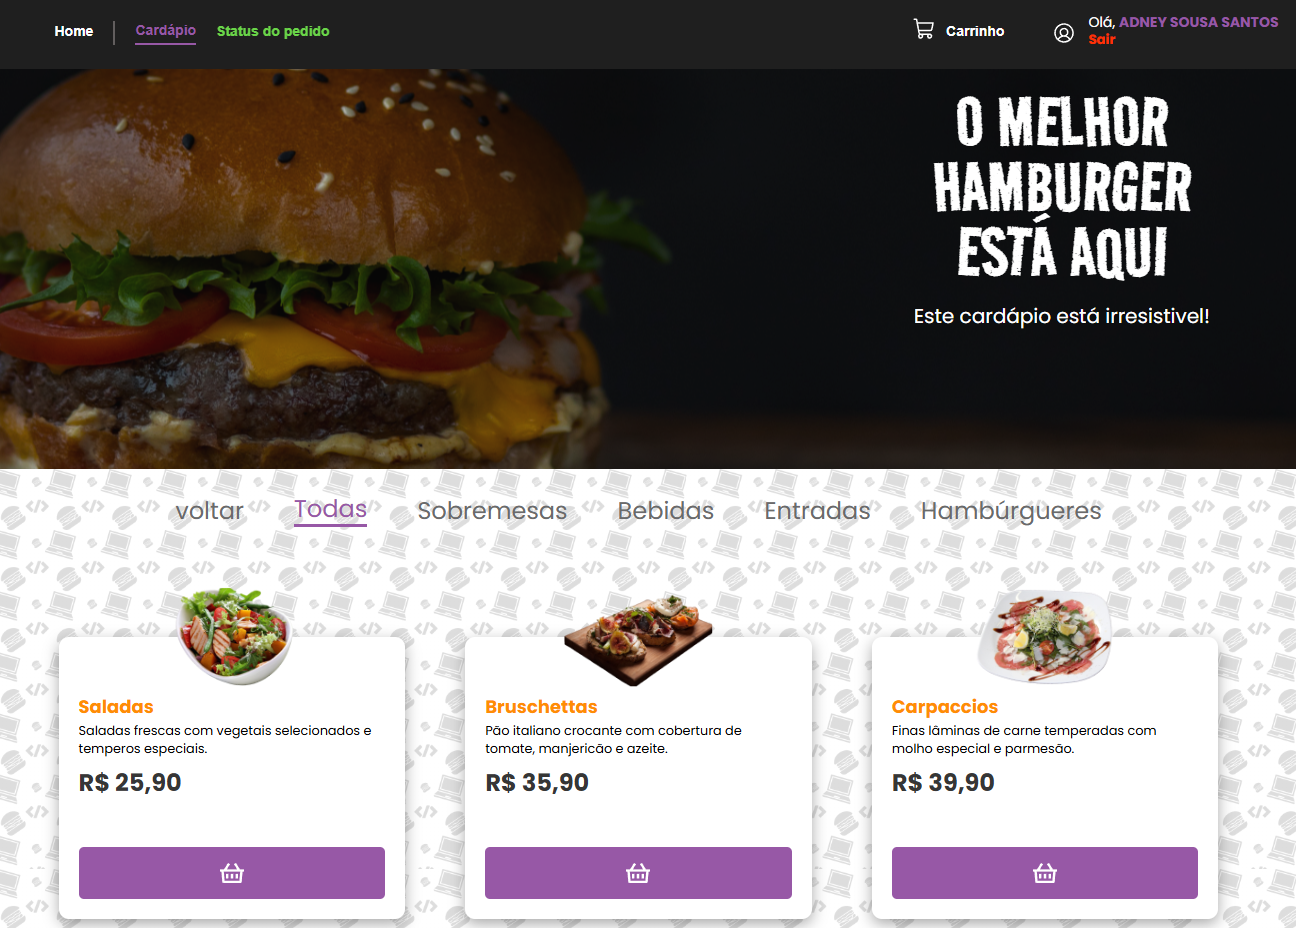 Home
Cardápio
Status do pedido
Carrinho
Olá, ADNEY SOUSA SANTOS
Sair
O MELHOR
HAMBURGER
ESTÁ AQUI
Este cardápio está irresistivel!
voltar
Todas
Sobremesas
Bebidas
Entradas
Hambúrgueres
Saladas
Saladas frescas com vegetais selecionados e
temperos especiais.
R$ 25,90
Bruschettas
Pão italiano crocante com cobertura de
tomate, manjericão e azeite.
R$ 35,90
Carpaccios
Finas lâminas de carne temperadas com
molho especial e parmesão.
R$ 39,90